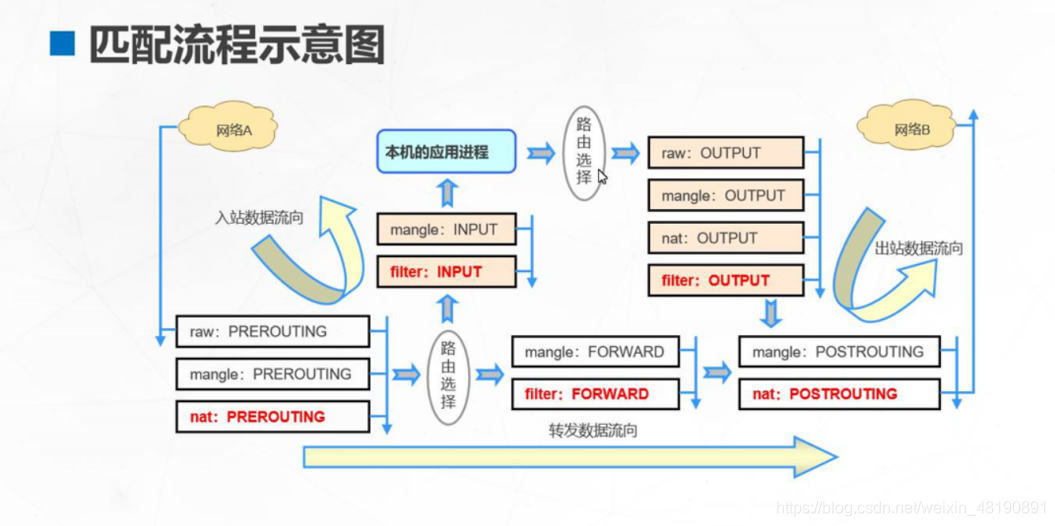 匹配流程示意图
网络A
网络B
本机的应用进程
路由选择
raw：OUTPUT
mangle：OUTPUT
nat：OUTPUT
filter：OUTPUT
入站数据流向
mangle：INPUT
filter：INPUT
出站数据流向
raw：PREROUTING
mangle：PREROUTING
nat：PREROUTING
路由选择
mangle：FORWARD
filter：FORWARD
mangle：POSTROUTING
nat：POSTROUTING
转发数据流向
https://blog.csdn.net/weixin_48190891